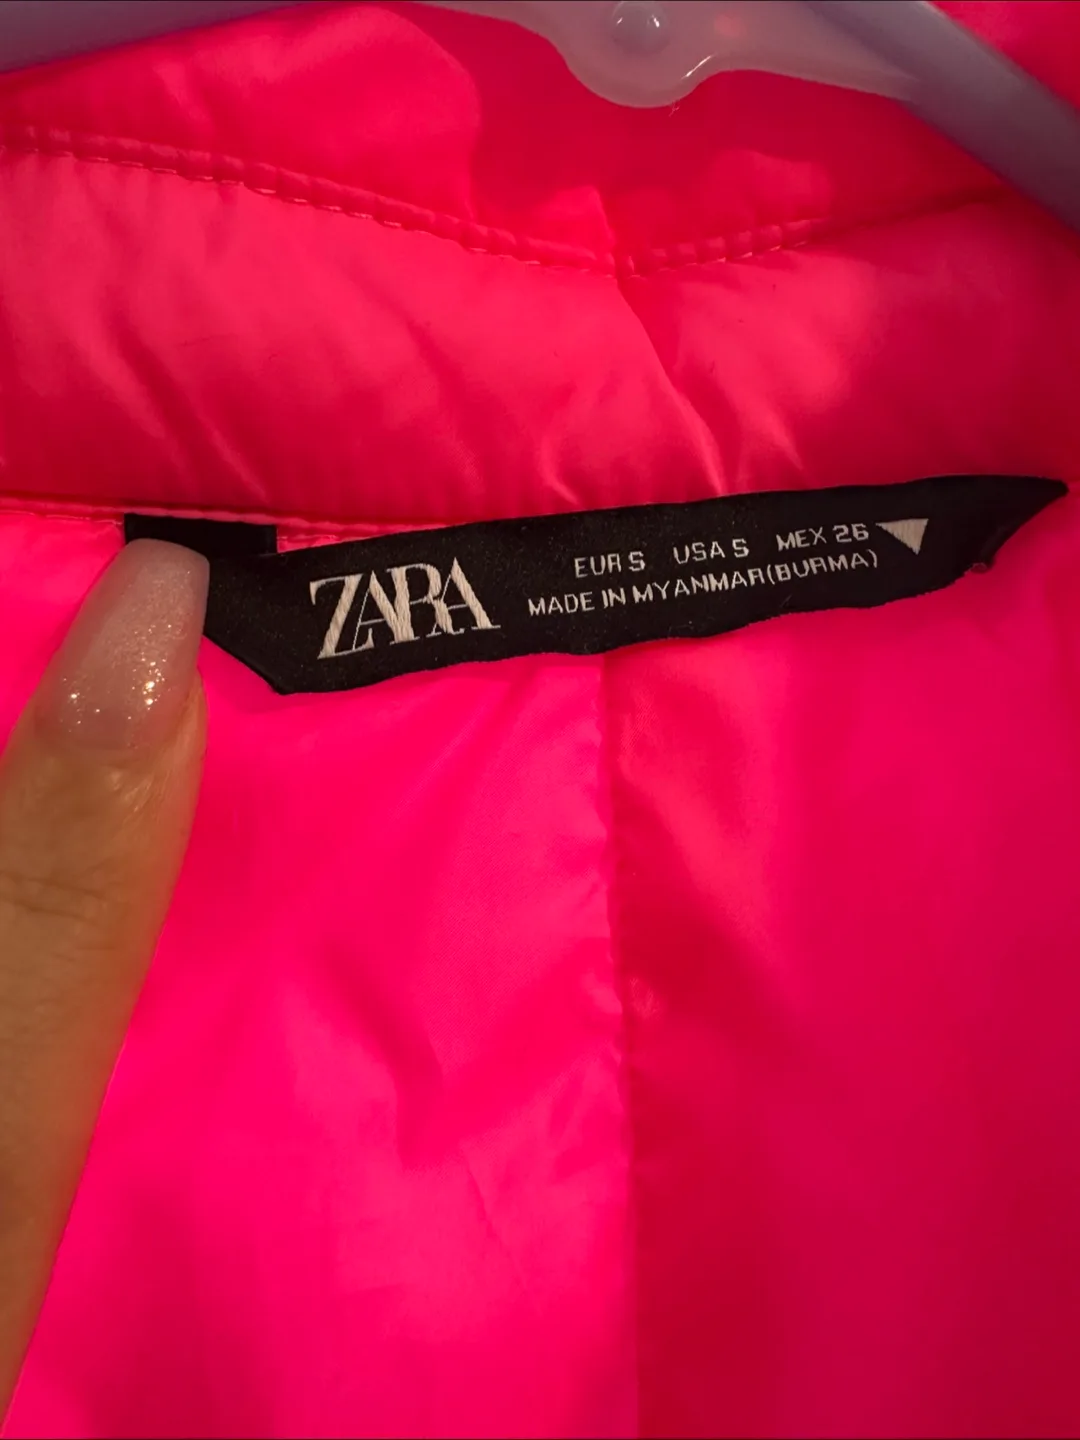 ZARA
EUR S USA S MEX 26
MADE IN MYANMAR(BURMA)